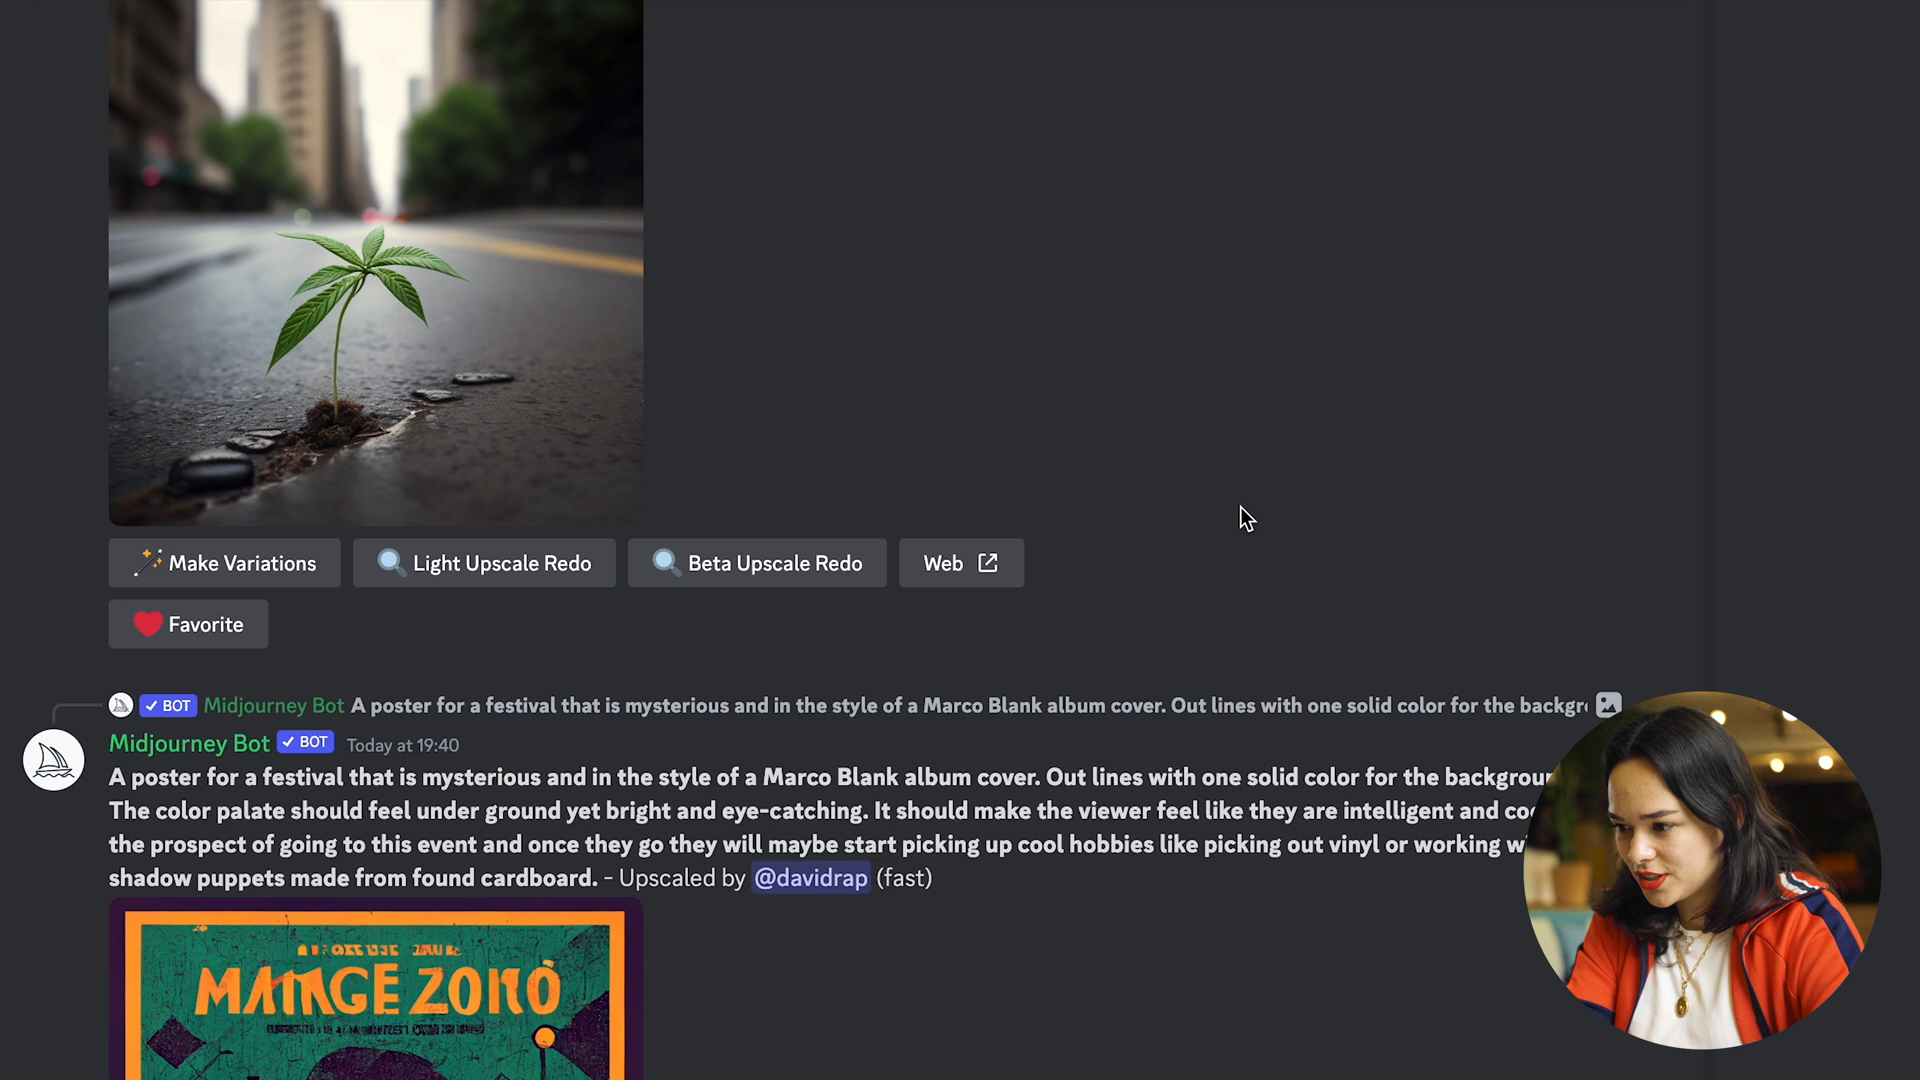 Make Variations
Light Upscale Redo
Beta Upscale Redo
Web
Favorite
BOT Midjourney Bot A poster for a festival that is mysterious and in the style of a Marco Blank album cover. Out lines with one solid color for the backgr
Midjourney Bot BOT Today at 19:40
A poster for a festival that is mysterious and in the style of a Marco Blank album cover. Out lines with one solid color for the backgroun
The color palate should feel under ground yet bright and eye-catching. It should make the viewer feel like they are intelligent and
the prospect of going to this event and once they go they will maybe start picking up cool hobbies like picking out vinyl or working
shadow puppets made from found cardboard. - Upscaled by @davidrap (fast)